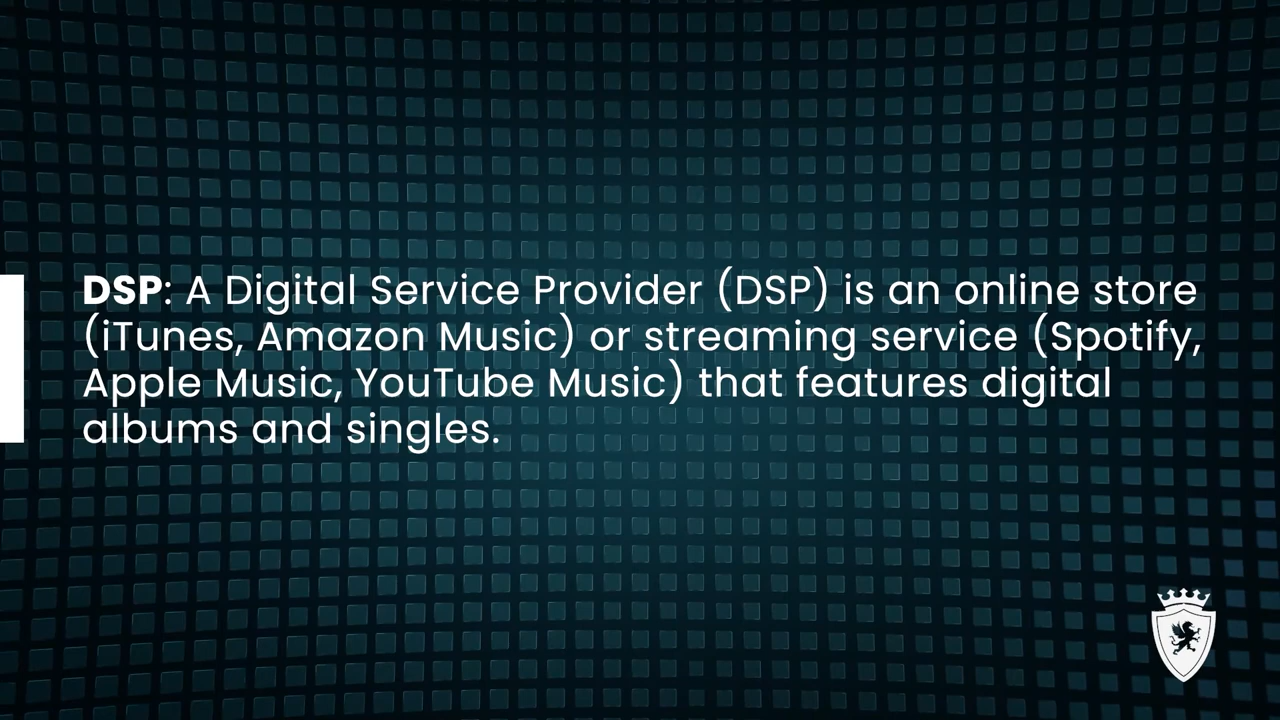 DSP: A Digital Service Provider (DSP) is an online store
(iTunes, Amazon Music) or streaming service (Spotify,
Apple Music, YouTube Music) that features digital
albums and singles.